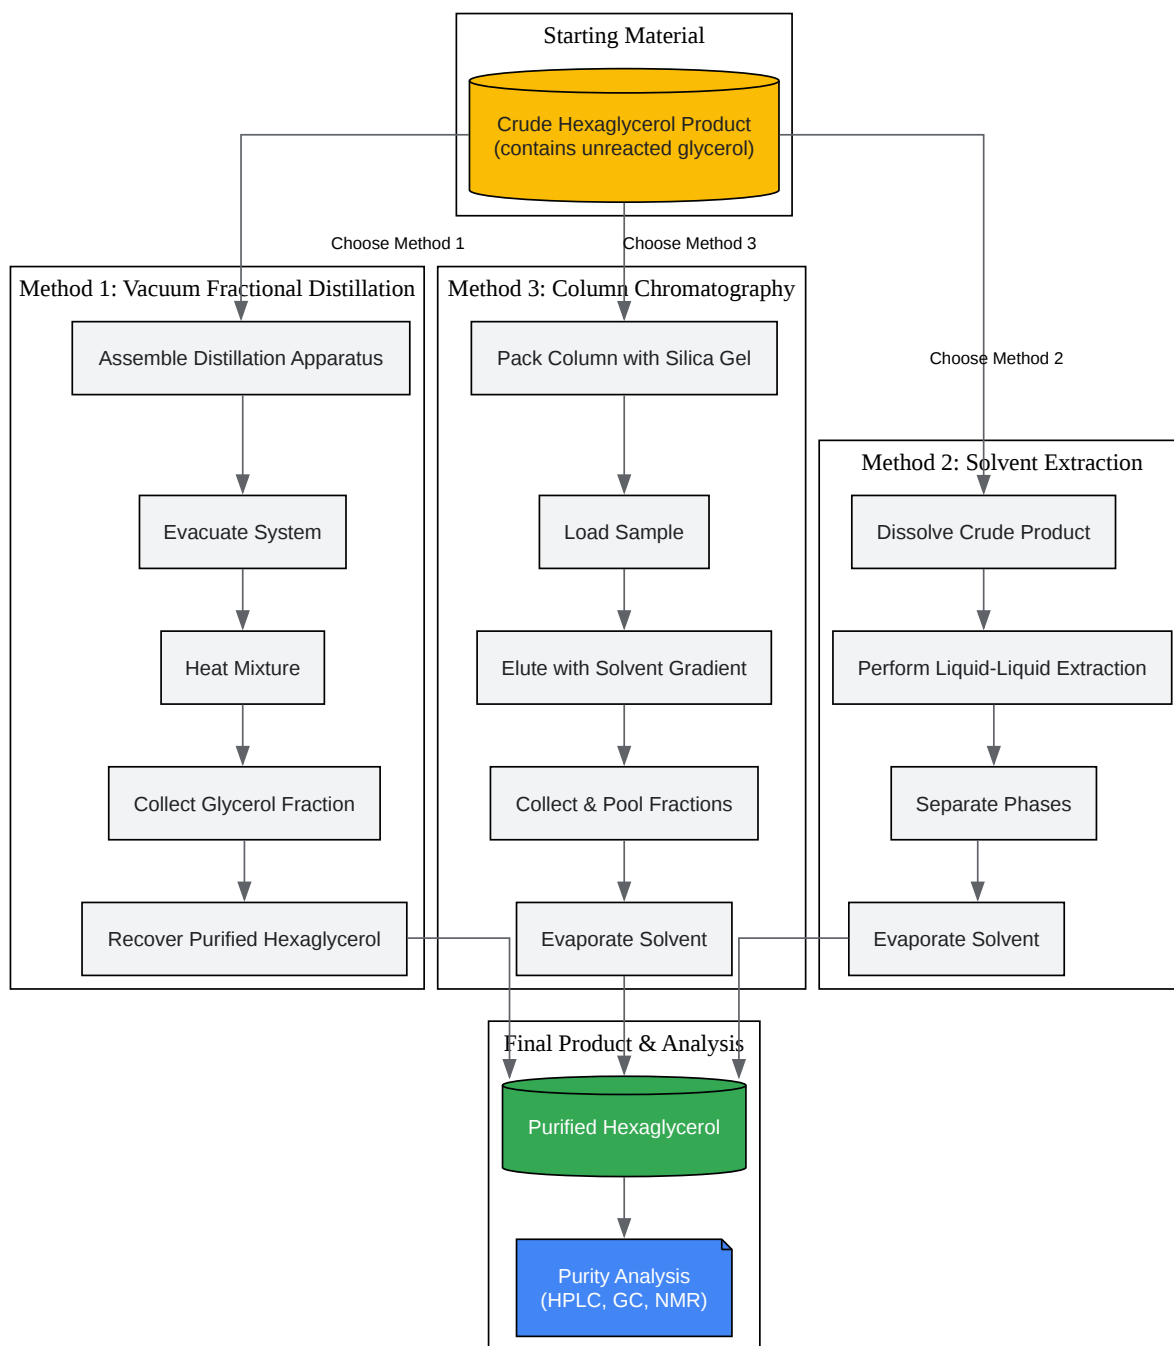 Starting Material
Crude Hexaglycerol Product
(contains unreacted glycerol)
Choose Method 1
Choose Method 3
Choose Method 2
Method 1: Vacuum Fractional Distillation
Assemble Distillation Apparatus
Evacuate System
Heat Mixture
Collect Glycerol Fraction
Recover Purified Hexaglycerol
Method 3: Column Chromatography
Pack Column with Silica Gel
Load Sample
Elute with Solvent Gradient
Collect & Pool Fractions
Evaporate Solvent
Method 2: Solvent Extraction
Dissolve Crude Product
Perform Liquid-Liquid Extraction
Separate Phases
Evaporate Solvent
Final Product & Analysis
Purified Hexaglycerol
Purity Analysis
(HPLC, GC, NMR)